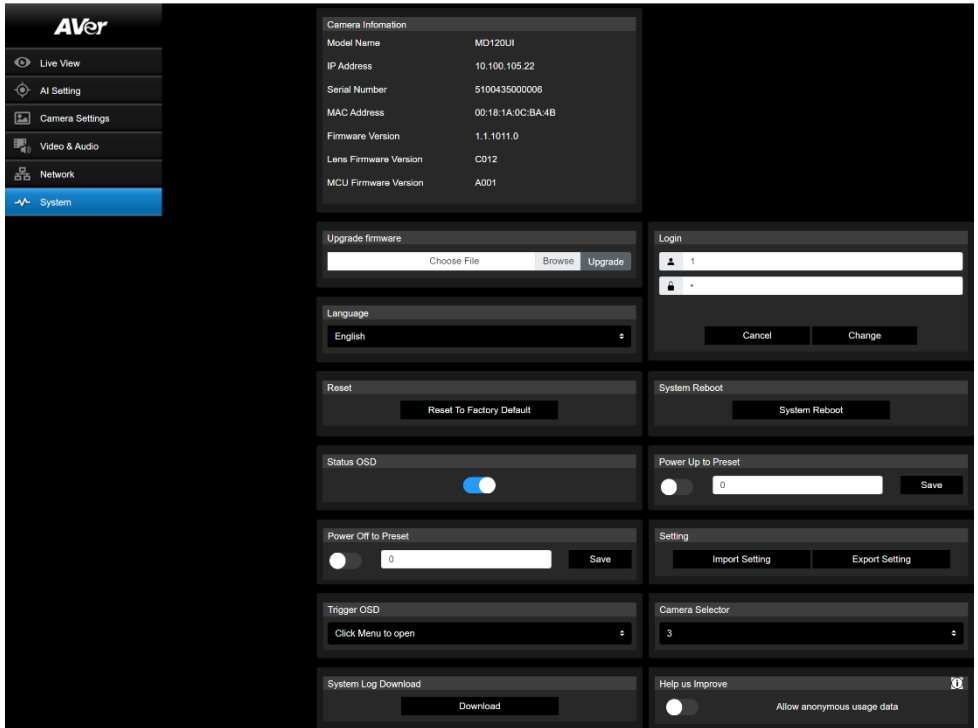 AVer
Live View
AI Setting
Camera Settings
Video & Audio
Network
System
Camera Infomation
Model Name MD120UI
IP Address 10.100.105.22
Serial Number 5100435000006
MAC Address 00:18:1A:0C:BA:4B
Firmware Version 1.1.1011.0
Lens Firmware Version C012
MCU Firmware Version A001
Upgrade firmware
Choose File Browse Upgrade
Login
1
Cancel Change
Language
English
Reset
Reset To Factory Default
System Reboot
System Reboot
Status OSD
Power Up to Preset
0 Save
Power Off to Preset
0 Save
Setting
Import Setting Export Setting
Trigger OSD
Click Menu to open
Camera Selector
3
System Log Download
Download
Help us Improve
Allow anonymous usage data